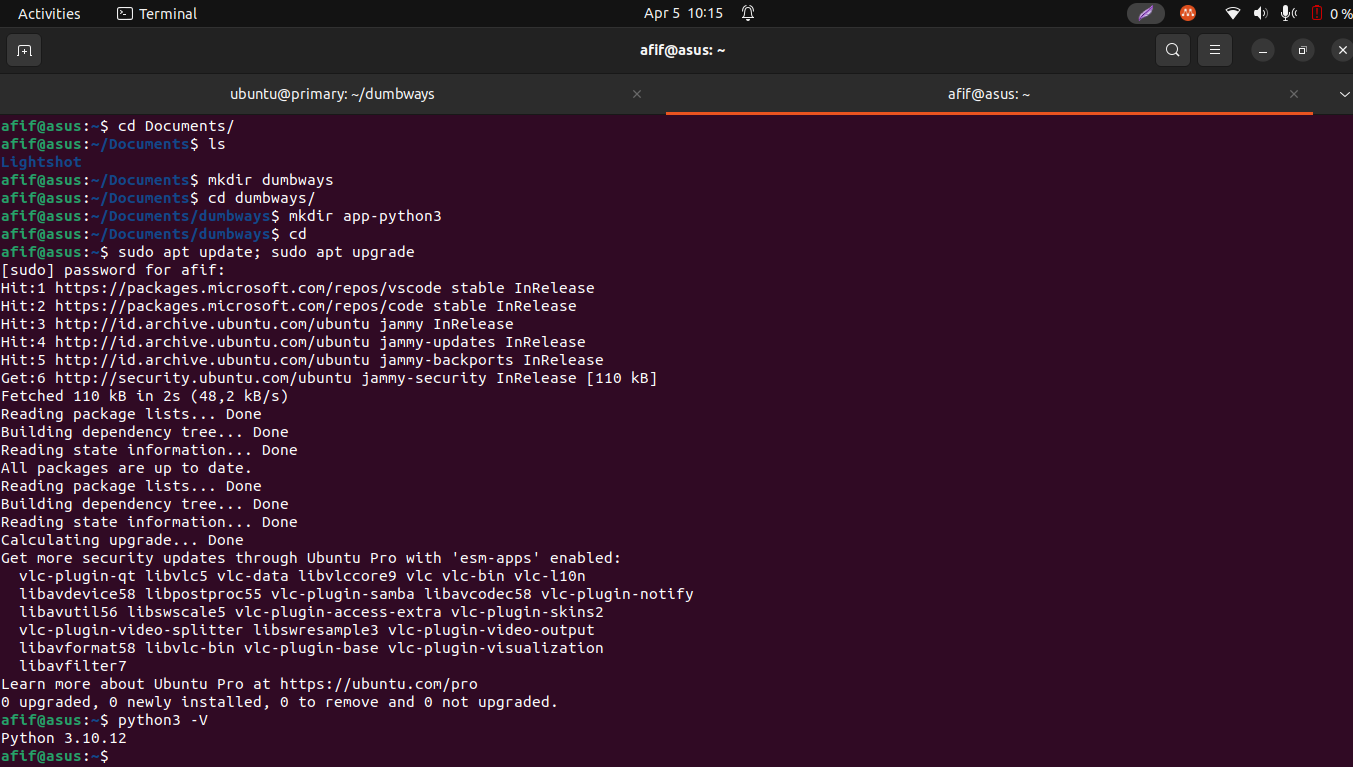 Activities Terminal Apr 5 10:15 0 %
afif@asus: ~
ubuntu@primary: ~/dumbways × afif@asus: ~ ×
afif@asus:~$ cd Documents/
afif@asus:~/Documents$ ls
Lightshot
afif@asus:~/Documents$ mkdir dumbways
afif@asus:~/Documents$ cd dumbways/
afif@asus:~/Documents/dumbways$ mkdir app-python3
afif@asus:~/Documents/dumbways$ cd
afif@asus:~$ sudo apt update; sudo apt upgrade
[sudo] password for afif:
Hit:1 https://packages.microsoft.com/repos/vscode stable InRelease
Hit:2 https://packages.microsoft.com/repos/code stable InRelease
Hit:3 http://id.archive.ubuntu.com/ubuntu jammy InRelease
Hit:4 http://id.archive.ubuntu.com/ubuntu jammy-updates InRelease
Hit:5 http://id.archive.ubuntu.com/ubuntu jammy-backports InRelease
Get:6 http://security.ubuntu.com/ubuntu jammy-security InRelease [110 kB]
Fetched 110 kB in 2s (48,2 kB/s)
Reading package lists... Done
Building dependency tree... Done
Reading state information... Done
All packages are up to date.
Reading package lists... Done
Building dependency tree... Done
Reading state information... Done
Calculating upgrade... Done
Get more security updates through Ubuntu Pro with 'esm-apps' enabled:
  vlc-plugin-qt libvlc5 vlc-data libvlccore9 vlc vlc-bin vlc-l10n
  libavdevice58 libpostproc55 vlc-plugin-samba libavcodec58 vlc-plugin-notify
  libavutil56 libswscale5 vlc-plugin-access-extra vlc-plugin-skins2
  vlc-plugin-video-splitter libswresample3 vlc-plugin-video-output
  libavformat58 libvlc-bin vlc-plugin-base vlc-plugin-visualization
  libavfilter7
Learn more about Ubuntu Pro at https://ubuntu.com/pro
0 upgraded, 0 newly installed, 0 to remove and 0 not upgraded.
afif@asus:~$ python3 -V
Python 3.10.12
afif@asus:~$